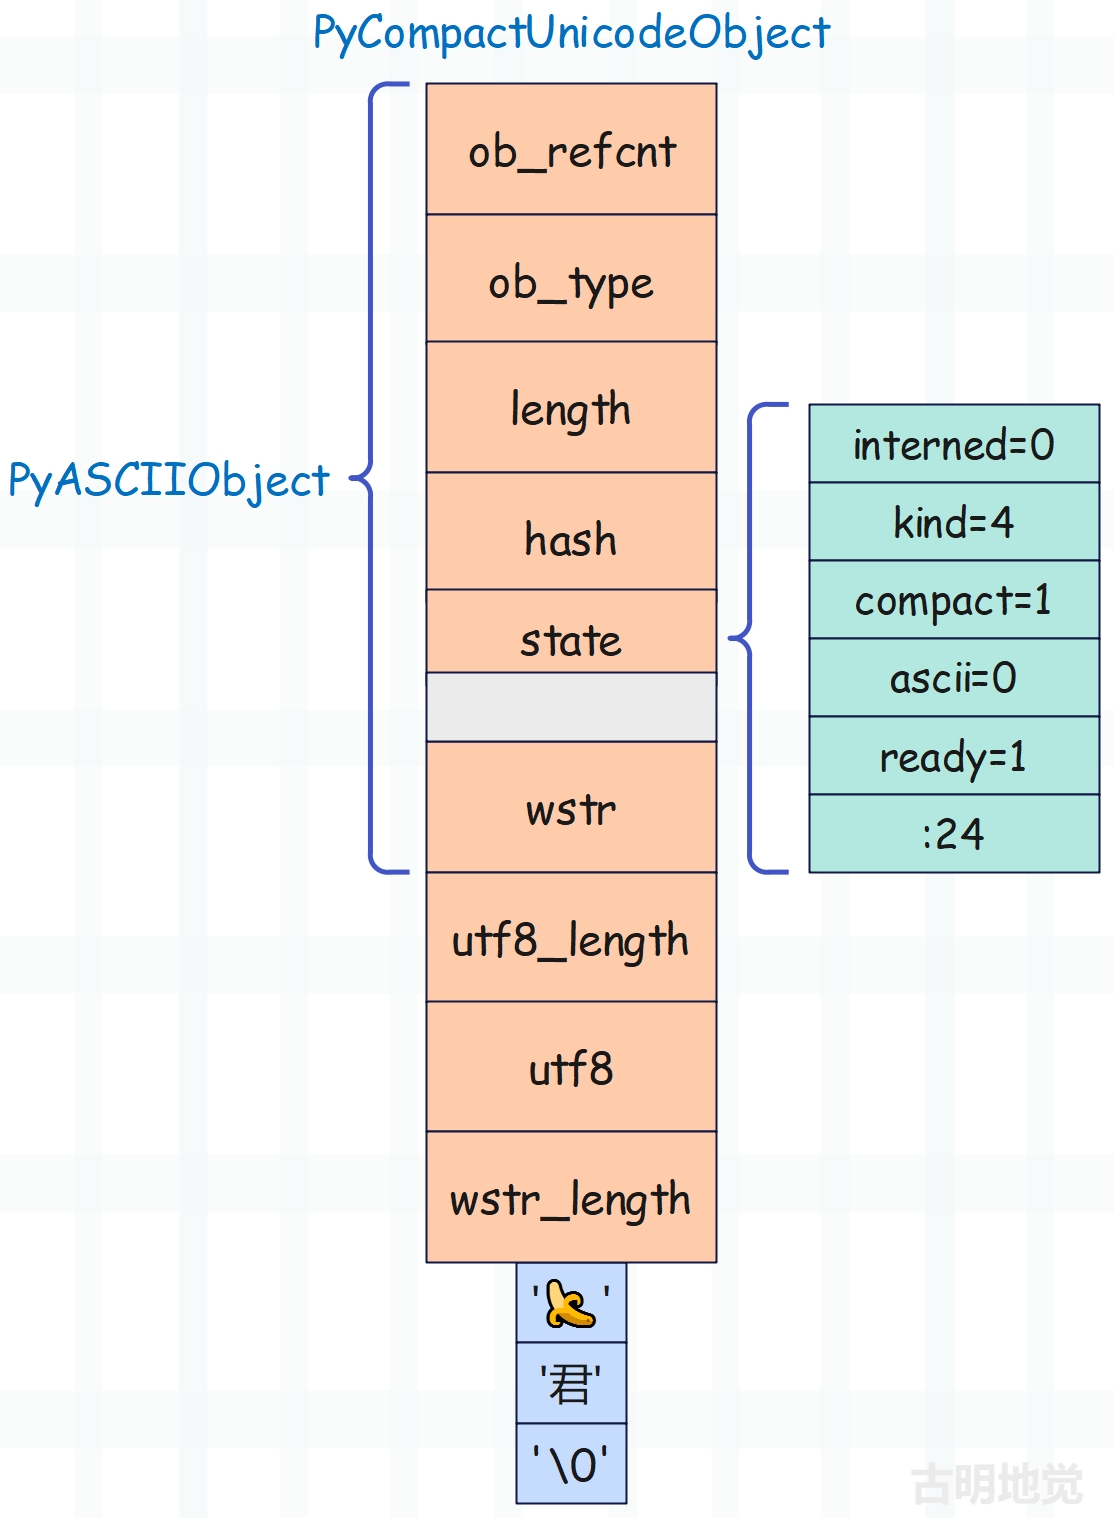 PyCompactUnicodeObject
ob_refcnt
ob_type
length
hash
state
wstr
utf8_length
utf8
wstr_length
'🍌'
'君'
'\0'
PyASCIIObject
interned=0
kind=4
compact=1
ascii=0
ready=1
:24
古明地觉